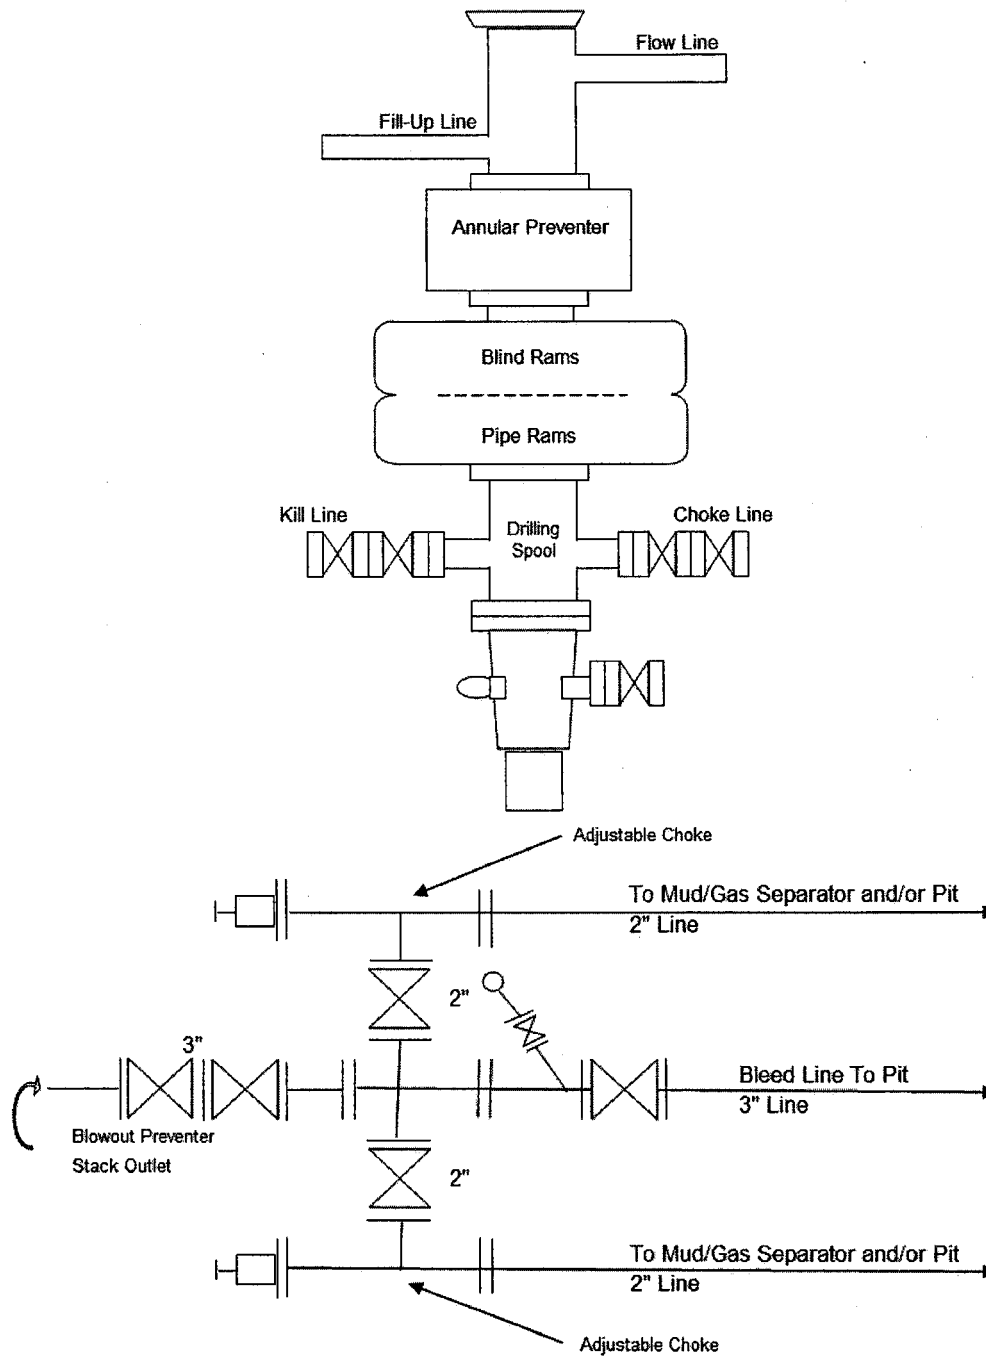 Flow Line
Fill-Up Line
Annular Preventer
Blind Rams
Pipe Rams
Kill Line
Drilling
Spool
Choke Line
Adjustable Choke
To Mud/Gas Separator and/or Pit
2" Line
2"
3"
Bleed Line To Pit
3" Line
Blowout Preventer
Stack Outlet
2"
To Mud/Gas Separator and/or Pit
2" Line
Adjustable Choke